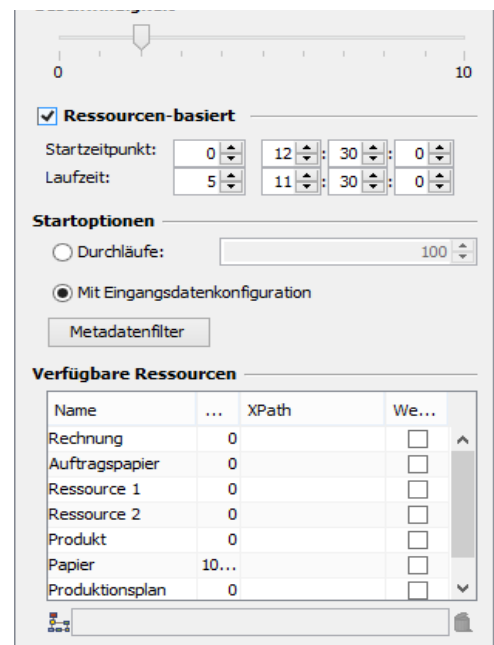 0 10
Ressourcen-basiert
Startzeitpunkt: 0 12 : 30 : 0
Laufzeit: 5 11 : 30 : 0
Startoptionen
Durchläufe: 100
Mit Eingangsdatenkonfiguration
Metadatenfilter
Verfügbare Ressourcen
Name ... XPath We...
Rechnung 0
Auftragspapier 0
Ressource 1 0
Ressource 2 0
Produkt 0
Papier 10...
Produktionsplan 0